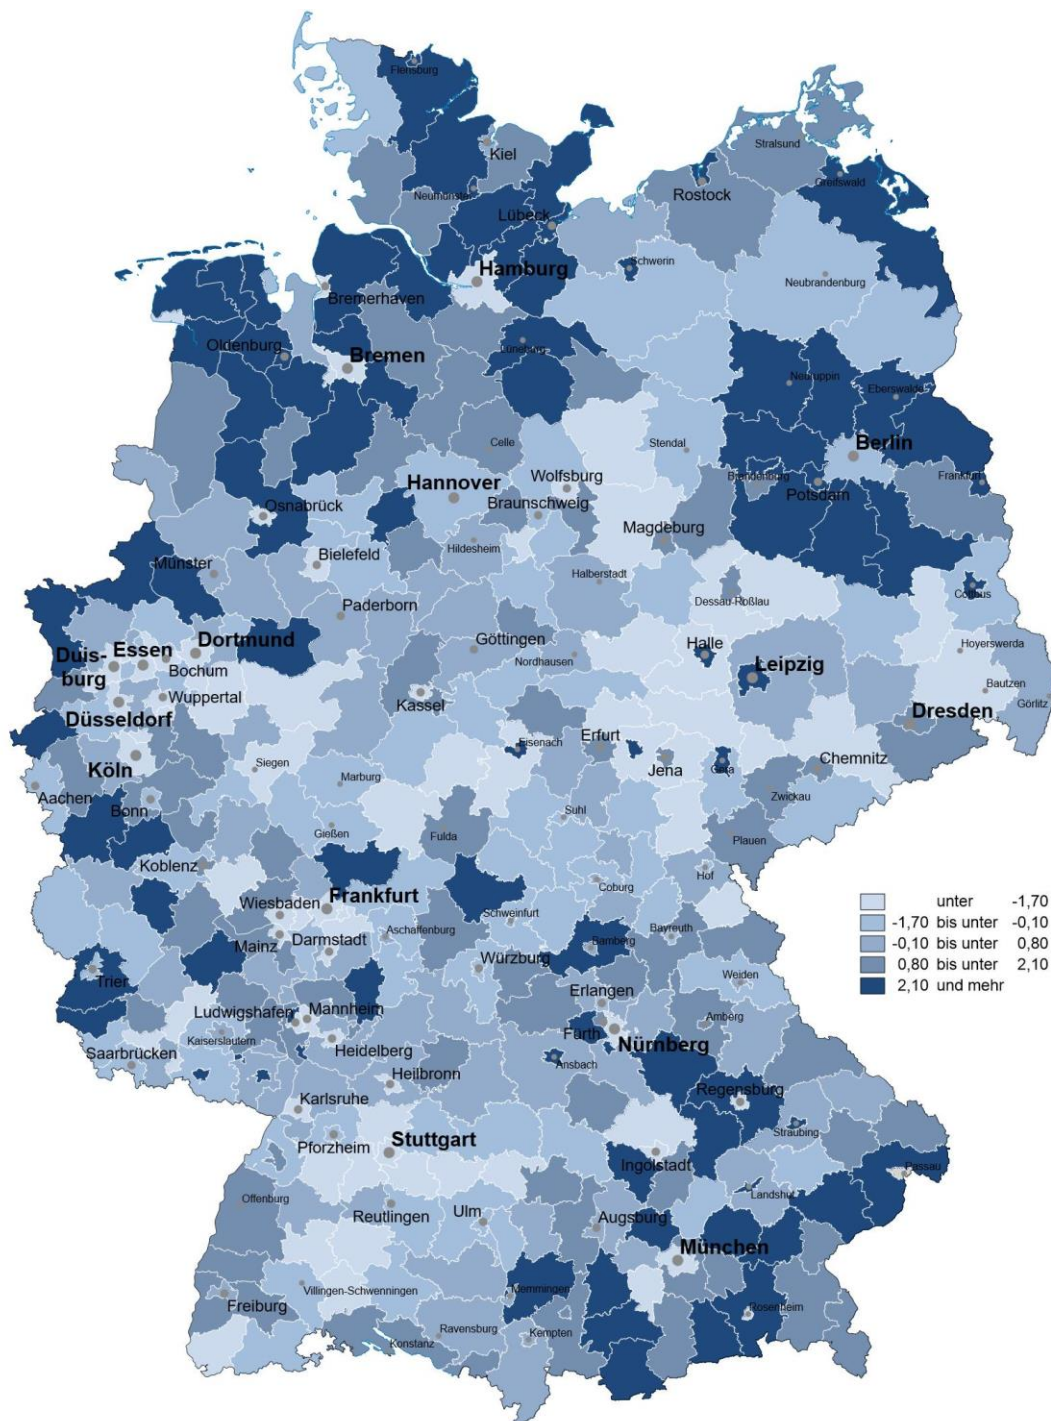 Flensburg
Kiel
Stralsund
Neumünster
Rostock
Greifswald
Lübeck
Schwerin
Hamburg
Neubrandenburg
Bremerhaven
Oldenburg
Bremen
Lüneburg
Neuruppin
Eberswalde
Celle
Stendal
Berlin
Hannover
Wolfsburg
Brandenburg
Frankfurt
Potsdam
Osnabrück
Braunschweig
Magdeburg
Hildesheim
Bielefeld
Münster
Halberstadt
Cottbus
Dessau-Roßlau
Paderborn
Dortmund
Göttingen
Halle
Hoyerswerda
Essen
Duis-
burg
Bochum
Nordhausen
Leipzig
Bautzen
Wuppertal
Kassel
Görlitz
Düsseldorf
Dresden
Eisenach
Erfurt
Köln
Siegen
Jena
Gera
Chemnitz
Marburg
Aachen
Zwickau
Bonn
Suhl
Gießen
Fulda
Plauen
Koblenz
Hof
Coburg
Wiesbaden
Frankfurt
Schweinfurt
Mainz
Darmstadt
Aschaffenburg
Bayreuth
Bamberg
Würzburg
Trier
Weiden
Erlangen
Ludwigshafen
Mannheim
Amberg
Kaiserslautern
Fürth
Nürnberg
Saarbrücken
Heidelberg
Ansbach
Heilbronn
Regensburg
Karlsruhe
Straubing
Pforzheim
Stuttgart
Ingolstadt
Passau
Landshut
Offenburg
Reutlingen
Ulm
Augsburg
München
Villingen-Schwenningen
Memmingen
Freiburg
Rosenheim
Ravensburg
Kempten
Konstanz
unter -1,70
-1,70 bis unter -0,10
-0,10 bis unter 0,80
0,80 bis unter 2,10
2,10 und mehr